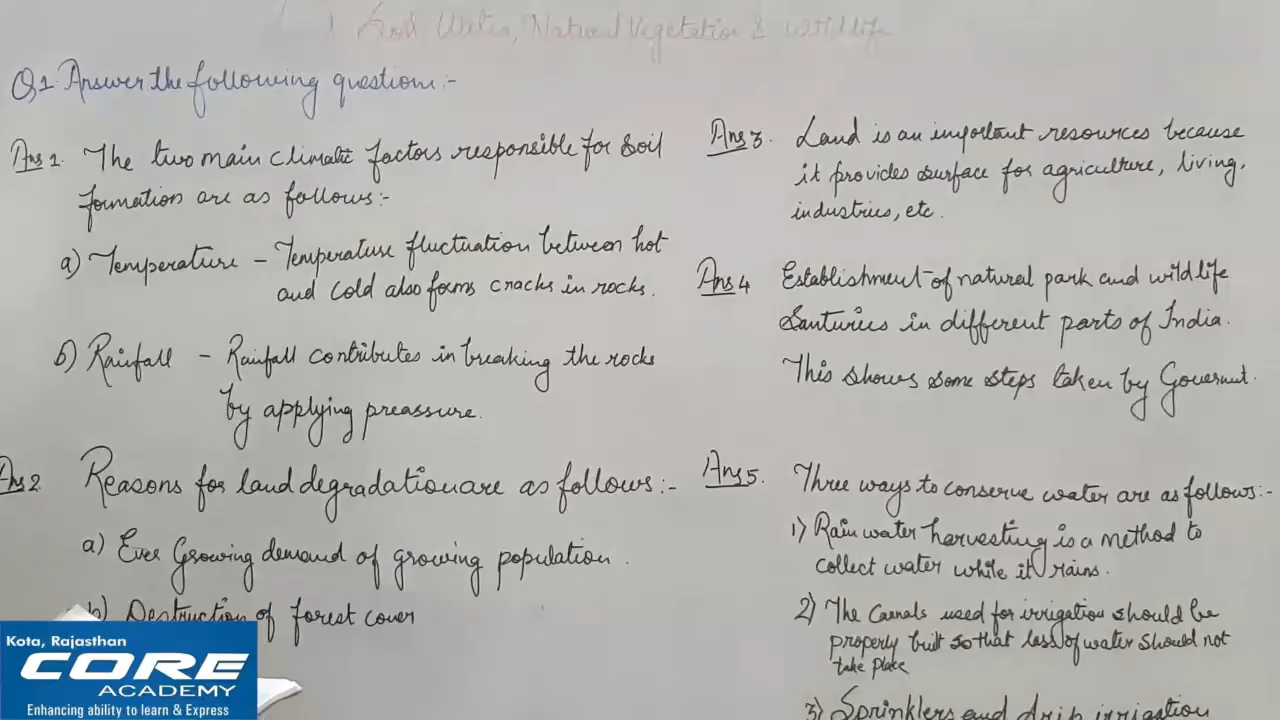 Soil, Water, Natural Vegetation & Wildlife
Q1. Answer the following question:-
Ans 1. The two main climatic factors responsible for Soil
formation are as follows:-
a) Temperature - Temperature fluctuation between hot
and cold also forms cracks in rocks.
b) Rainfall - Rainfall contributes in breaking the rocks
by applying preassure.
Ans 2 Reasons for land degradation are as follows:-
a) Ever Growing demand of growing population.
b) Destruction of forest cover
Ans 3. Land is an important resources because
it provides surface for agriculture, living,
industries, etc.
Ans 4 Establishment of natural park and wildlife
Santuries in different parts of India.
This shows some steps taken by
Ans 5. Three ways to conserve water are as follows:-
1) Rain water harvesting is a method to
collect water while it rains.
2) The Canals used for irrigation should be
properly built so that loss of water should not
take place
3) Sprinklers and drip irrigation
Kota, Rajasthan
CORE
ACADEMY
Enhancing ability to learn & Express